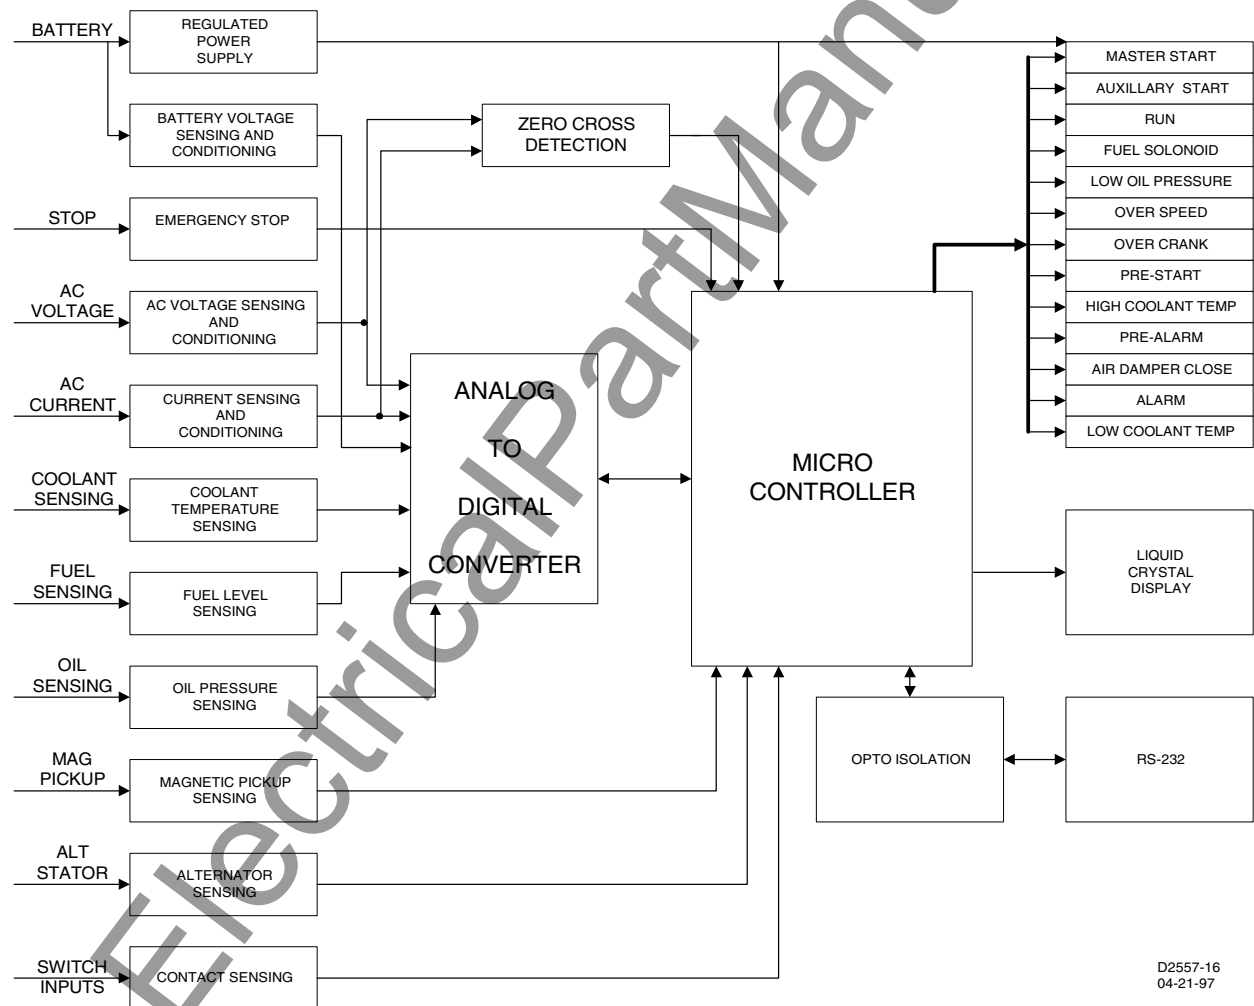 BATTERY
REGULATED
POWER
SUPPLY
BATTERY VOLTAGE
SENSING AND
CONDITIONING
ZERO CROSS
DETECTION
STOP
EMERGENCY STOP
AC
VOLTAGE
AC VOLTAGE SENSING
AND
CONDITIONING
AC
CURRENT
CURRENT SENSING
AND
CONDITIONING
COOLANT
SENSING
COOLANT
TEMPERATURE
SENSING
FUEL
SENSING
FUEL LEVEL
SENSING
OIL
SENSING
OIL PRESSURE
SENSING
MAG
PICKUP
MAGNETIC PICKUP
SENSING
ALT
STATOR
ALTERNATOR
SENSING
SWITCH
INPUTS
CONTACT SENSING
ANALOG
TO
DIGITAL
CONVERTER
MICRO
CONTROLLER
MASTER START
AUXILLARY START
RUN
FUEL SOLONOID
LOW OIL PRESSURE
OVER SPEED
OVER CRANK
PRE-START
HIGH COOLANT TEMP
PRE-ALARM
AIR DAMPER CLOSE
ALARM
LOW COOLANT TEMP
LIQUID
CRYSTAL
DISPLAY
OPTO ISOLATION
RS-232
D2557-16
04-21-97
ElectricalPartManu